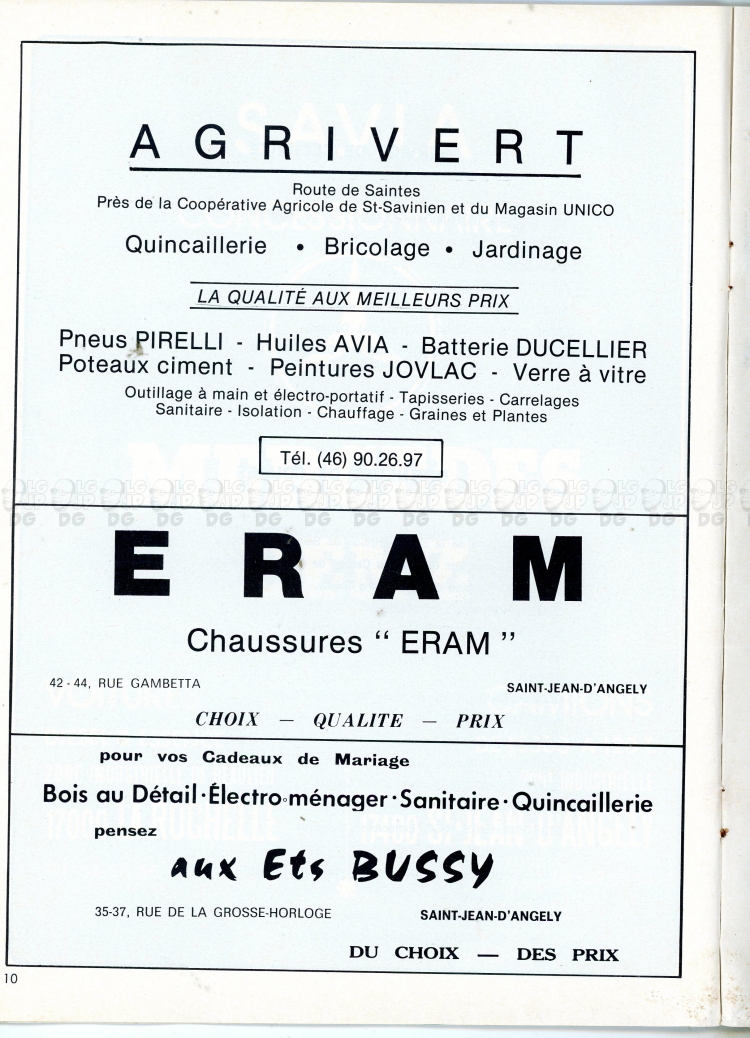 AGRIVERT
Route de Saintes
Près de la Coopérative Agricole de St-Savinien et du Magasin UNICO
Quincaillerie • Bricolage • Jardinage
LA QUALITÉ AUX MEILLEURS PRIX
Pneus PIRELLI - Huiles AVIA - Batterie DUCELLIER
Poteaux ciment - Peintures JOVLAC - Verre à vitre
Outillage à main et électro-portatif - Tapisseries - Carrelages
Sanitaire - Isolation - Chauffage - Graines et Plantes
Tél. (46) 90.26.97
ERAM
Chaussures “ ERAM ”
42 - 44, RUE GAMBETTA SAINT-JEAN-D'ANGELY
CHOIX — QUALITE — PRIX
pour vos Cadeaux de Mariage
Bois au Détail · Électro-ménager · Sanitaire · Quincaillerie
pensez
aux Ets BUSSY
35-37, RUE DE LA GROSSE-HORLOGE SAINT-JEAN-D'ANGELY
DU CHOIX — DES PRIX
10